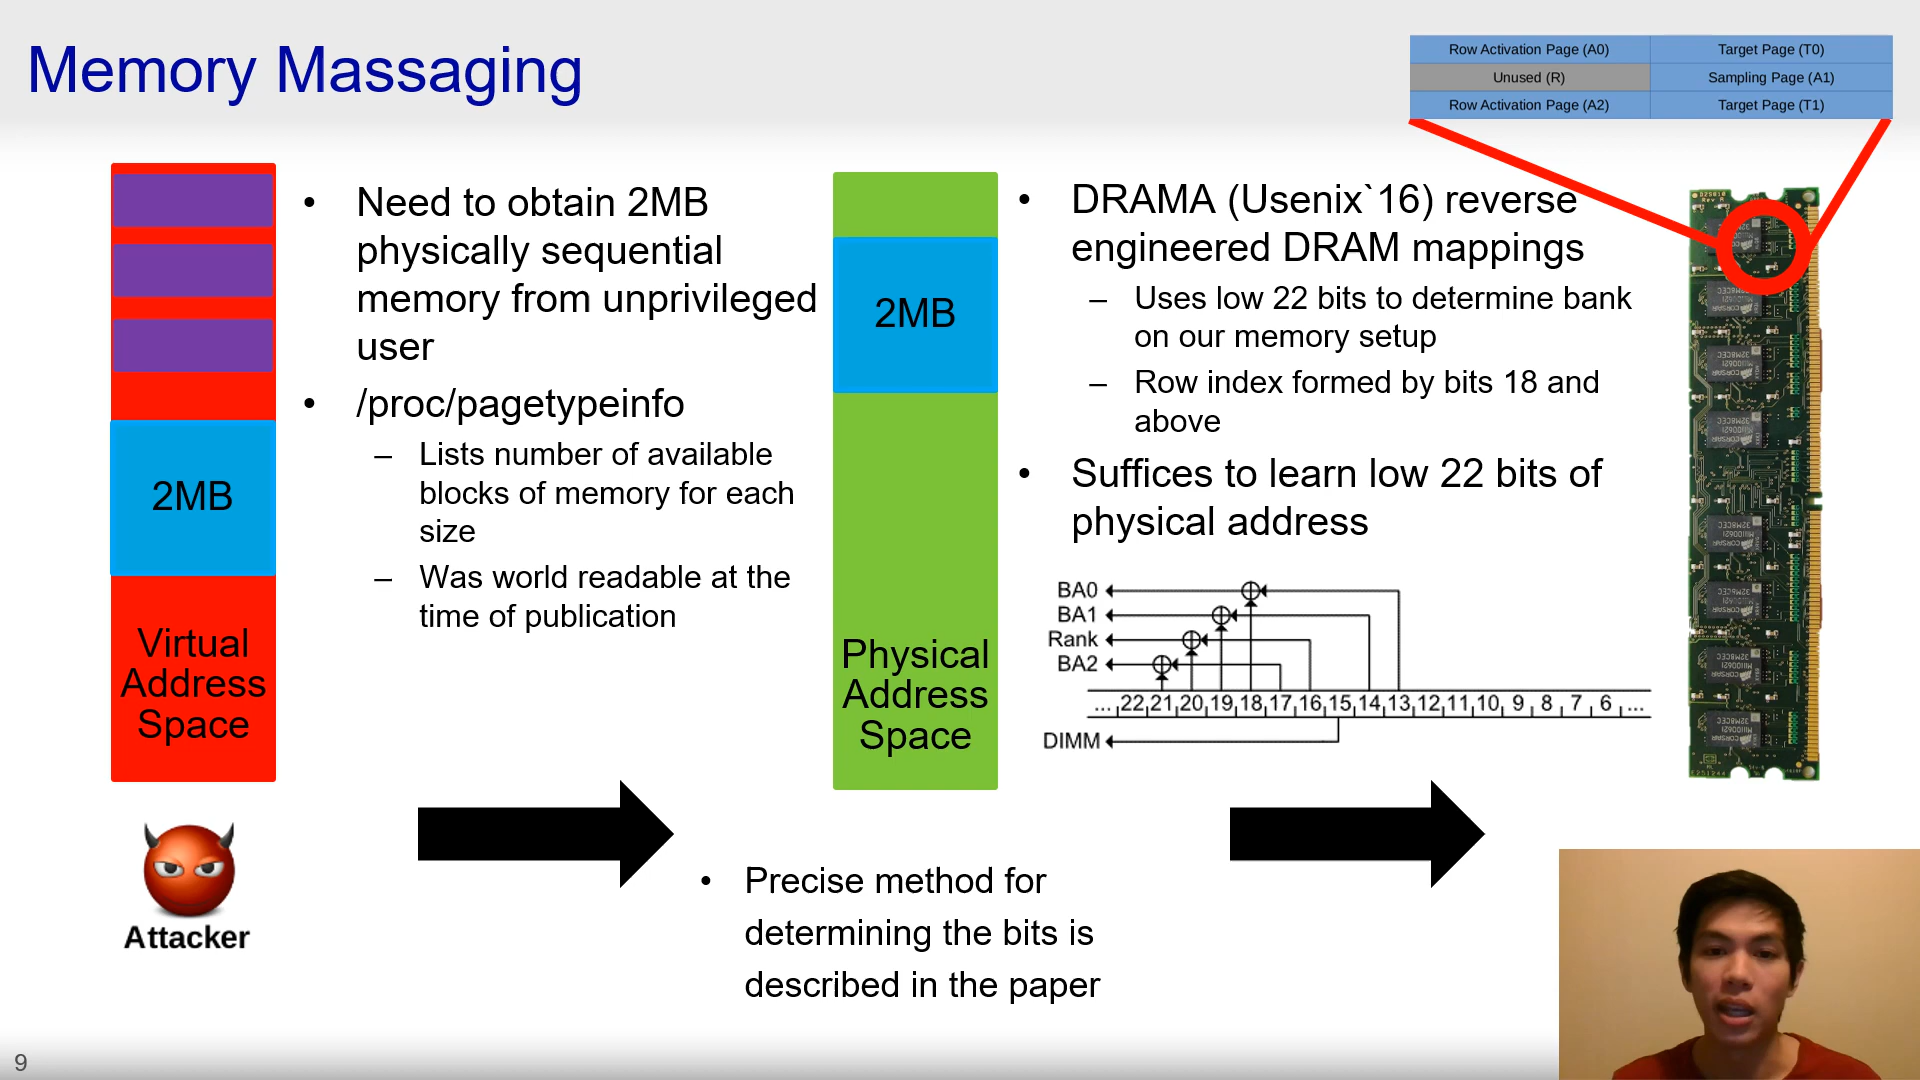 Memory Massaging
Row Activation Page (A0)
Target Page (T0)
Unused (R)
Sampling Page (A1)
Row Activation Page (A2)
Target Page (T1)
2MB
Virtual
Address
Space
Attacker
• Need to obtain 2MB
physically sequential
memory from unprivileged
user
• /proc/pagetypeinfo
– Lists number of available
blocks of memory for each
size
– Was world readable at the
time of publication
2MB
Physical
Address
Space
• DRAMA (Usenix`16) reverse
engineered DRAM mappings
– Uses low 22 bits to determine bank
on our memory setup
– Row index formed by bits 18 and
above
• Suffices to learn low 22 bits of
physical address
BA0
BA1
Rank
BA2
... 22 21 20 19 18 17 16 15 14 13 12 11 10 9 8 7 6 ...
DIMM
• Precise method for
determining the bits is
described in the paper
9